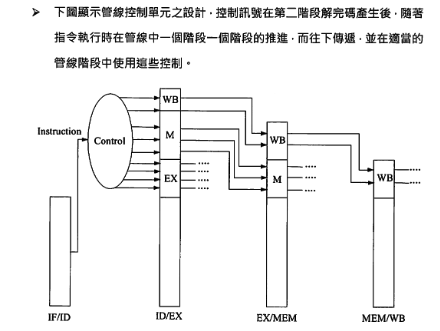 ➢ 下圖顯示管線控制單元之設計，控制訊號在第二階段解完碼產生後，隨著
指令執行時在管線中一個階段一個階段的推進，而往下傳遞，並在適當的
管線階段中使用這些控制。
WB
Instruction
Control
M
WB
EX
M
WB
IF/ID
ID/EX
EX/MEM
MEM/WB